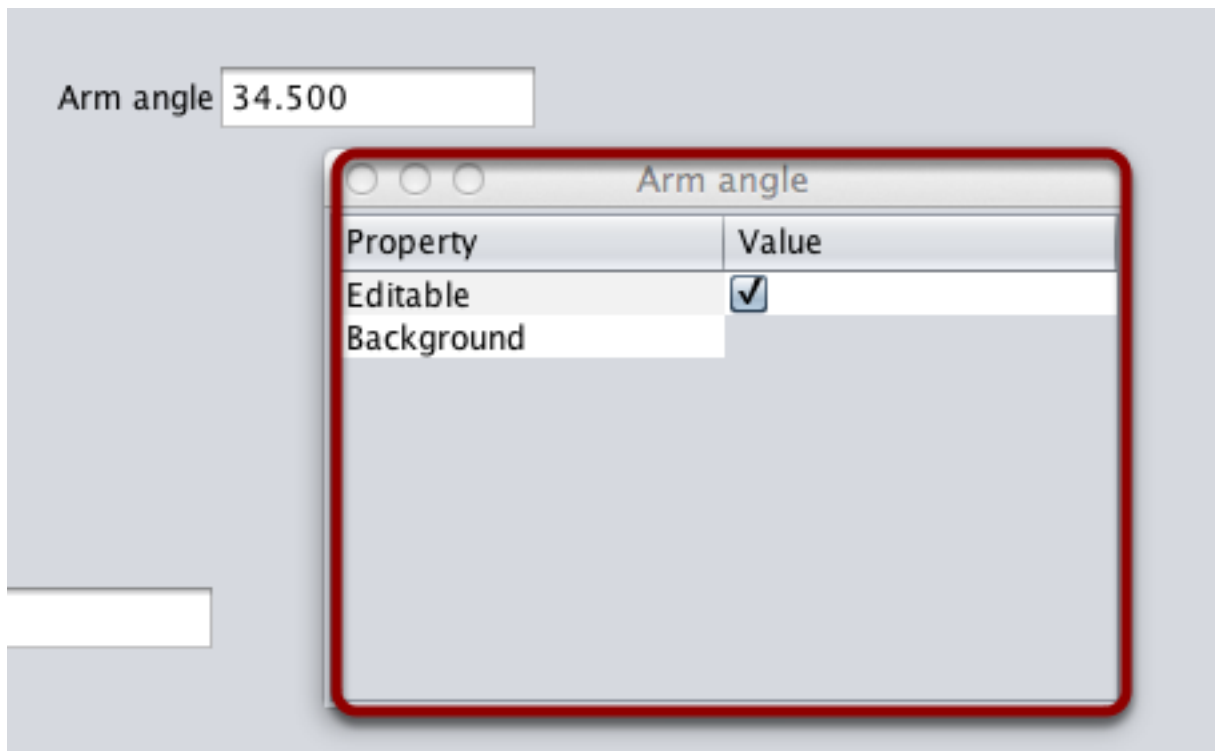 Arm angle 34.500
Arm angle
Property Value
Editable
Background